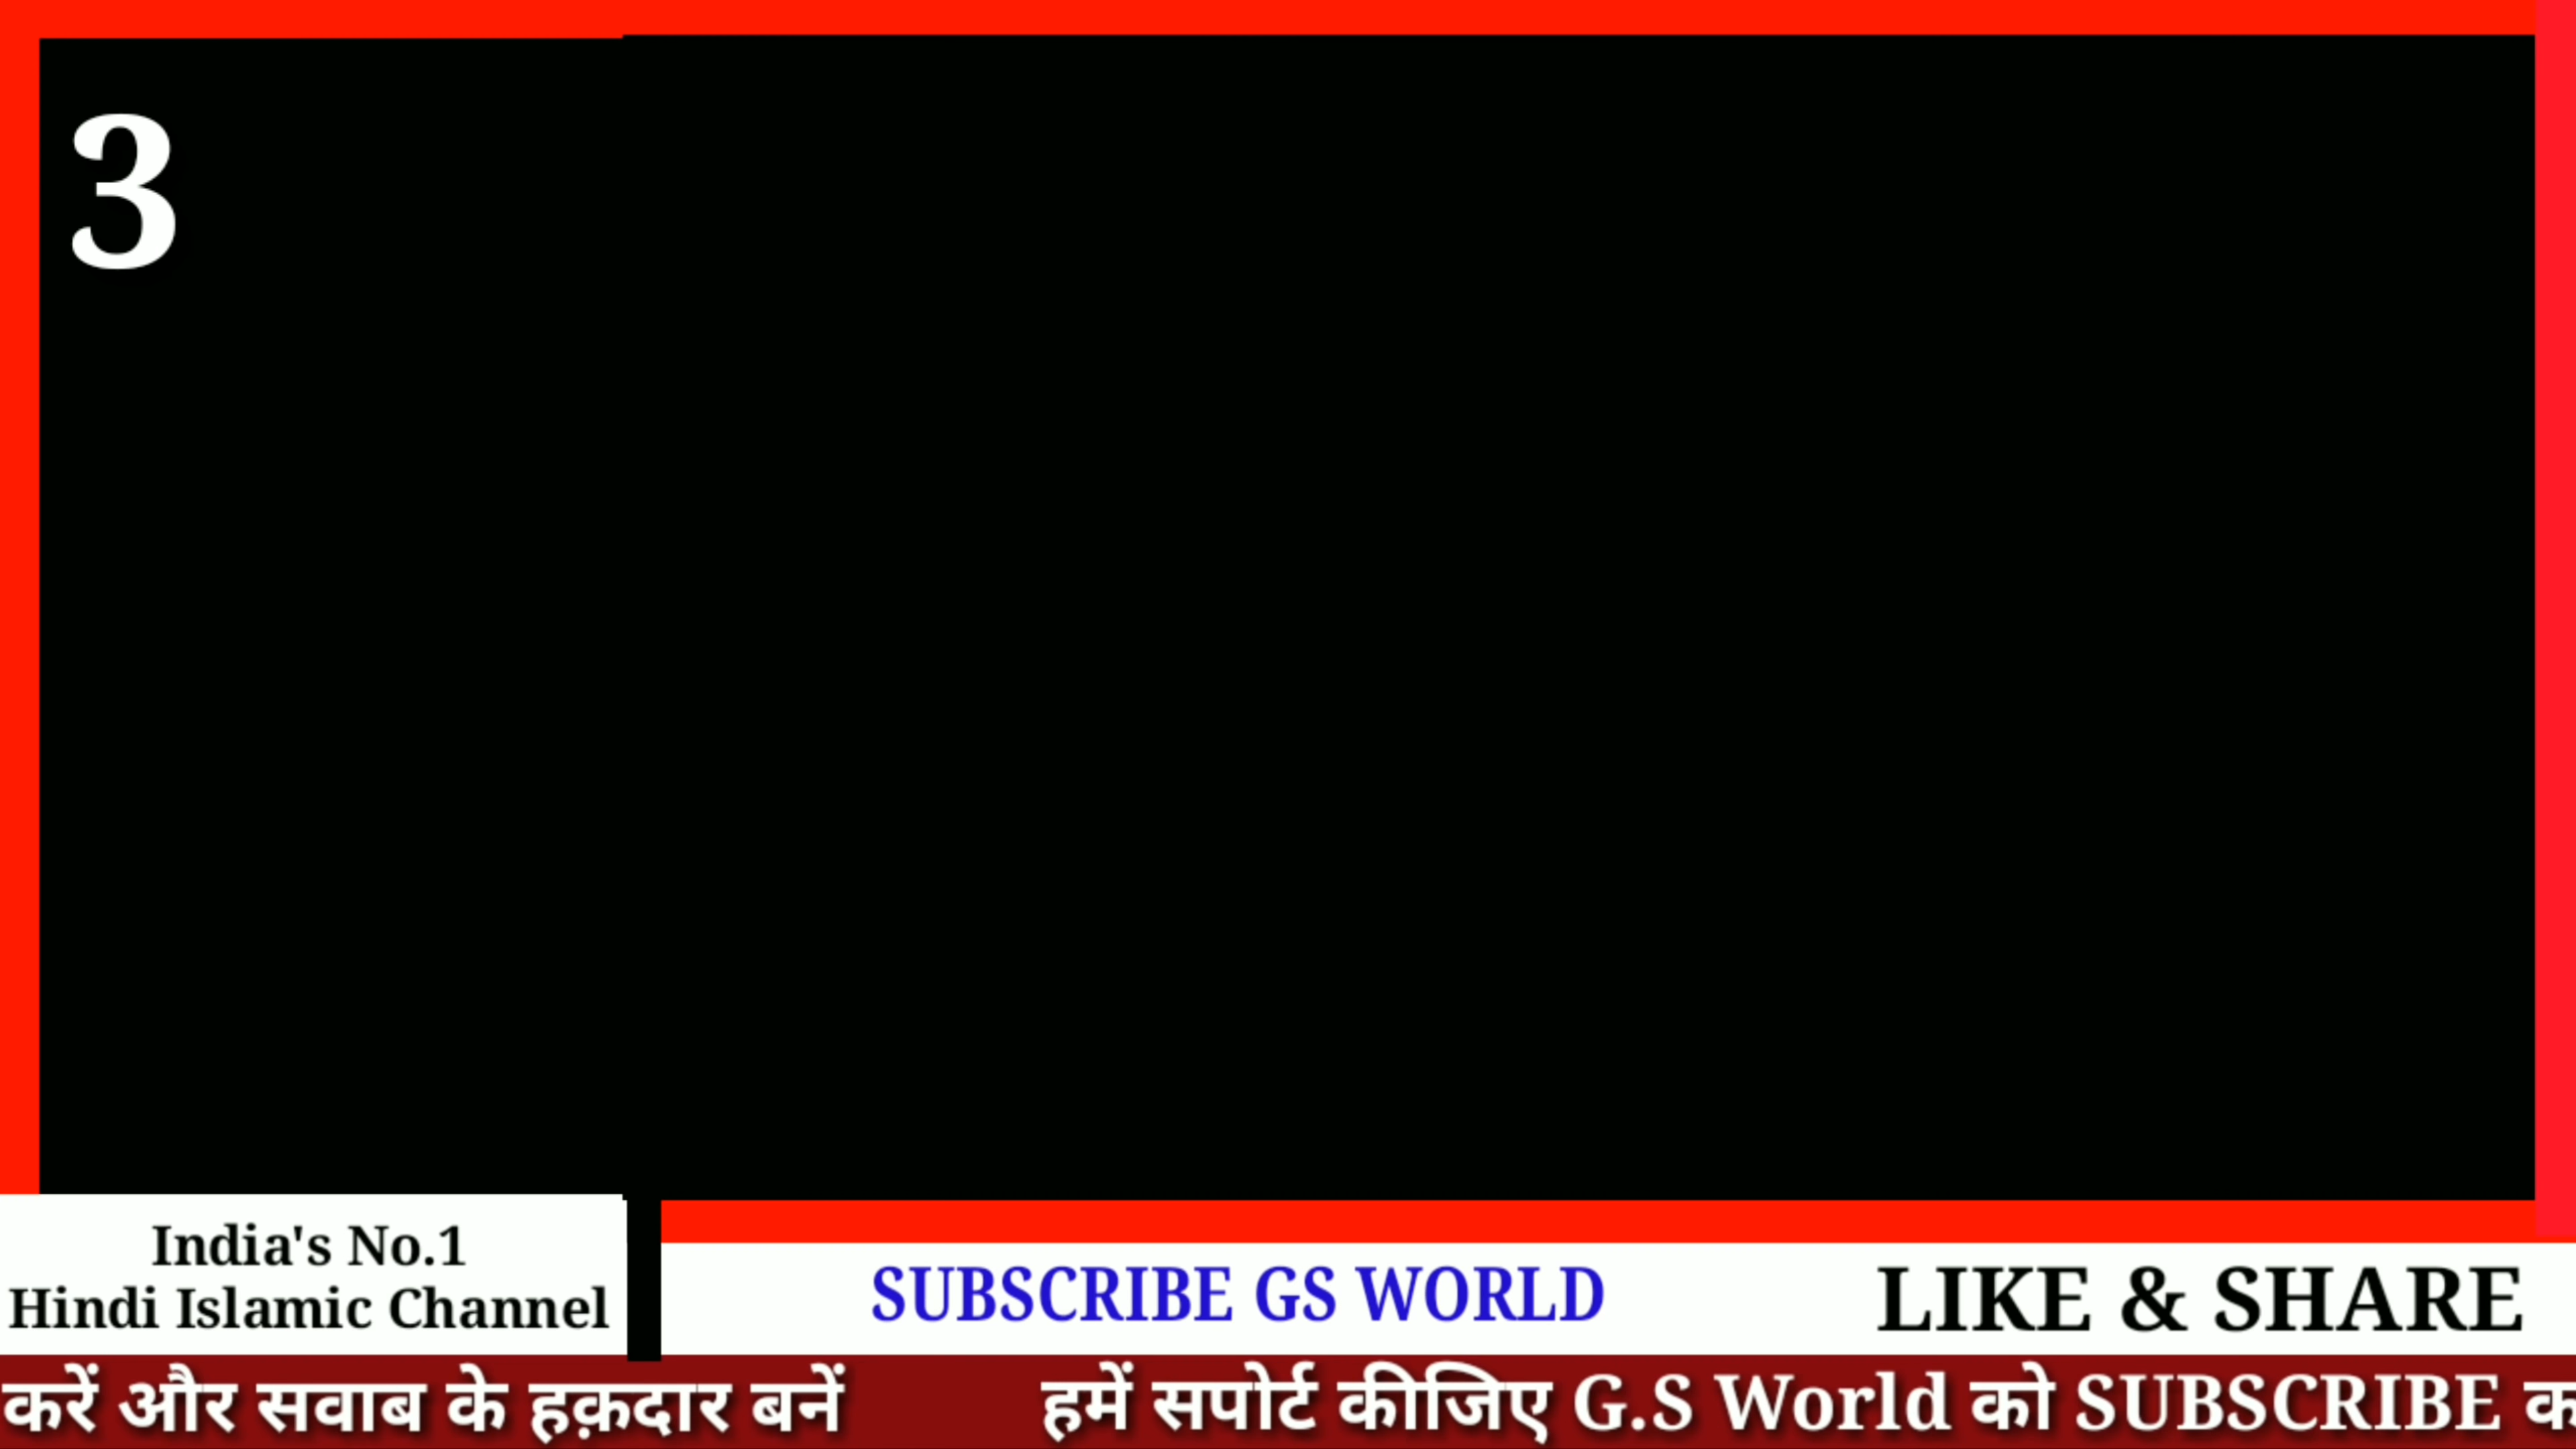 3
India's No.1
Hindi Islamic Channel
SUBSCRIBE GS WORLD
LIKE & SHARE
करें और सवाब के हक़दार बनें हमें सपोर्ट कीजिए G.S World को SUBSCRIBE